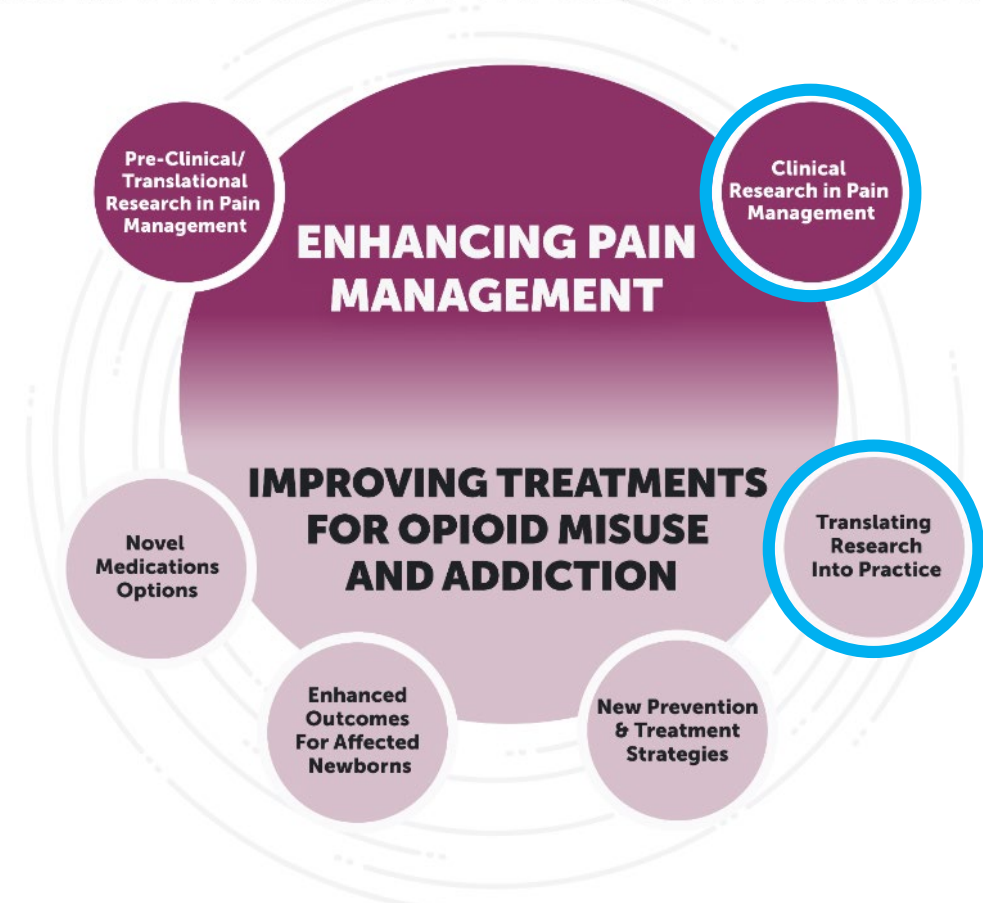 Pre-Clinical/
Translational
Research in Pain
Management
Clinical
Research in Pain
Management
ENHANCING PAIN
MANAGEMENT
IMPROVING TREATMENTS
FOR OPIOID MISUSE
AND ADDICTION
Novel
Medications
Options
Translating
Research
Into Practice
Enhanced
Outcomes
For Affected
Newborns
New Prevention
& Treatment
Strategies